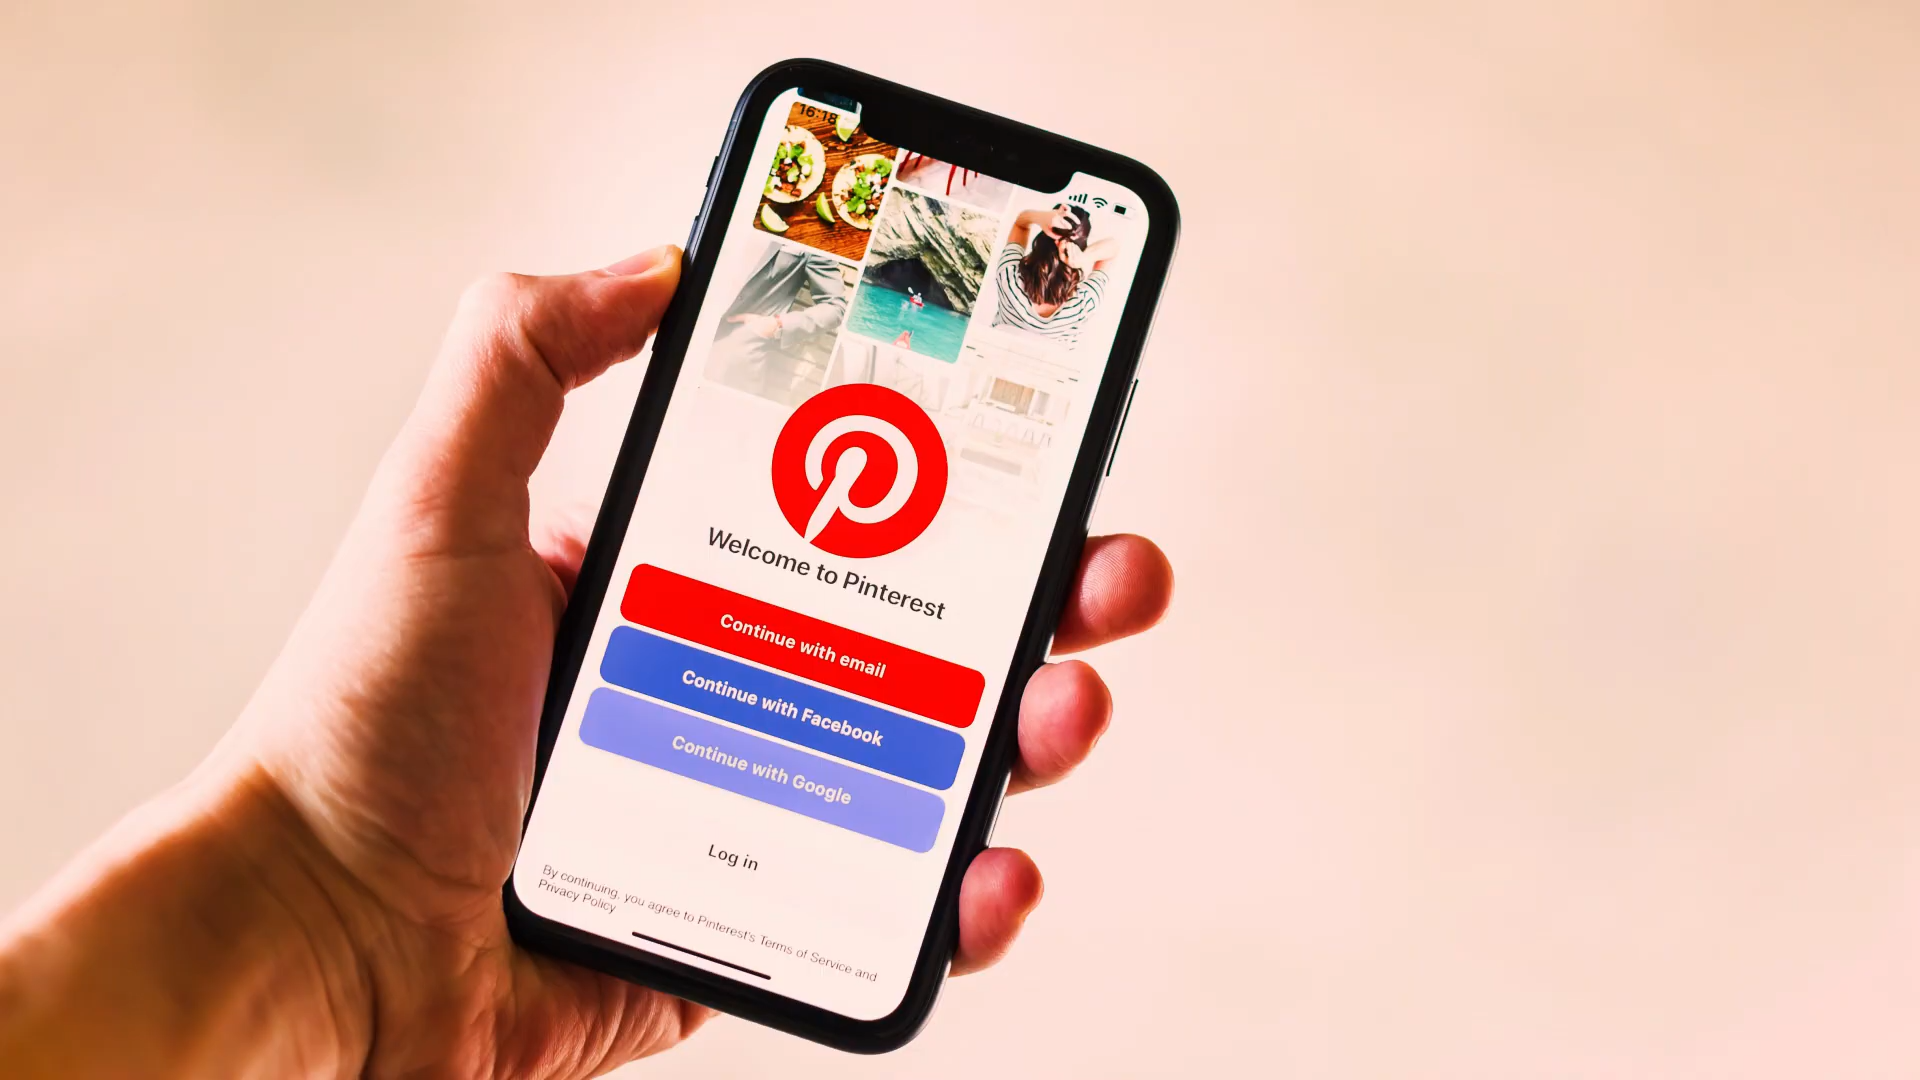 16:18
Welcome to Pinterest
Continue with email
Continue with Facebook
Continue with Google
Log in
By continuing, you agree to Pinterest's Terms of Service and
Privacy Policy